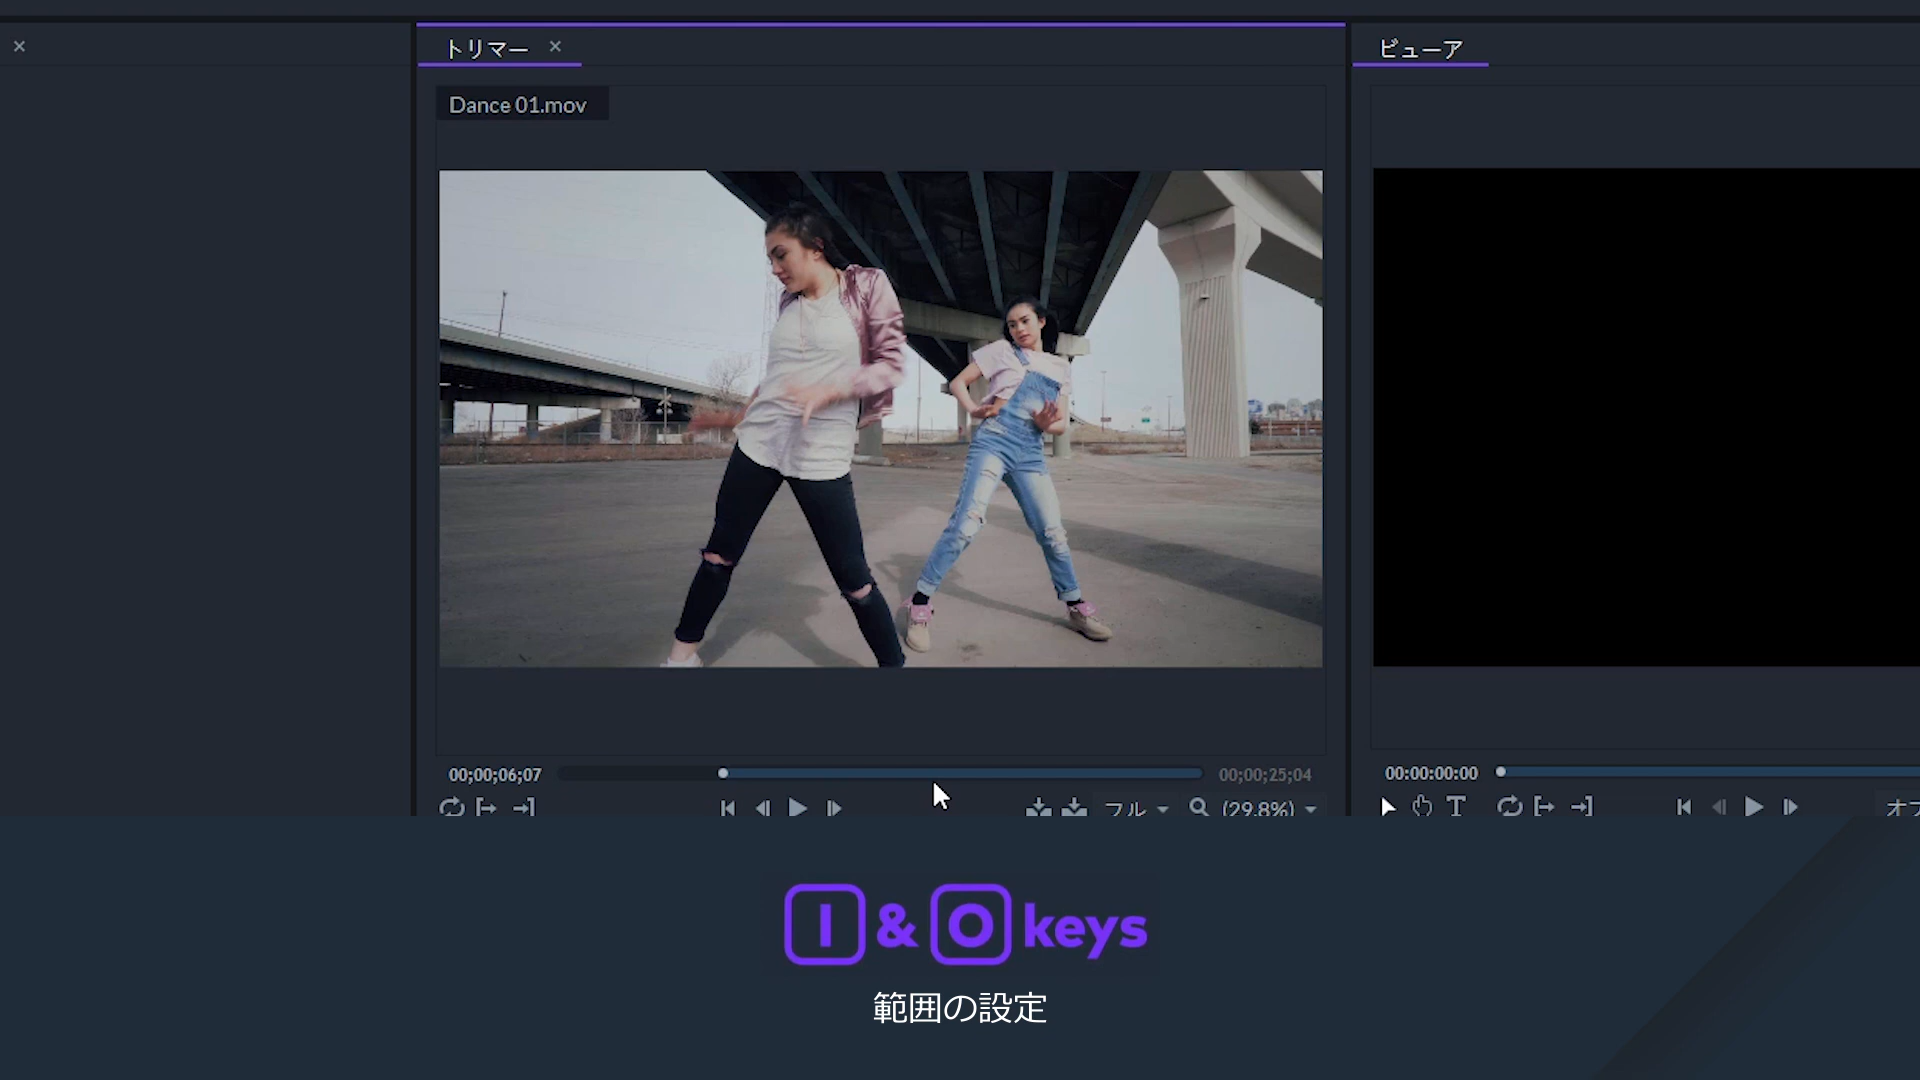 トリマー
ビューア
Dance 01.mov
00;00;06;07
00;00;25;04
フル
(29.8%)
00:00:00:00
I & O keys
範囲の設定